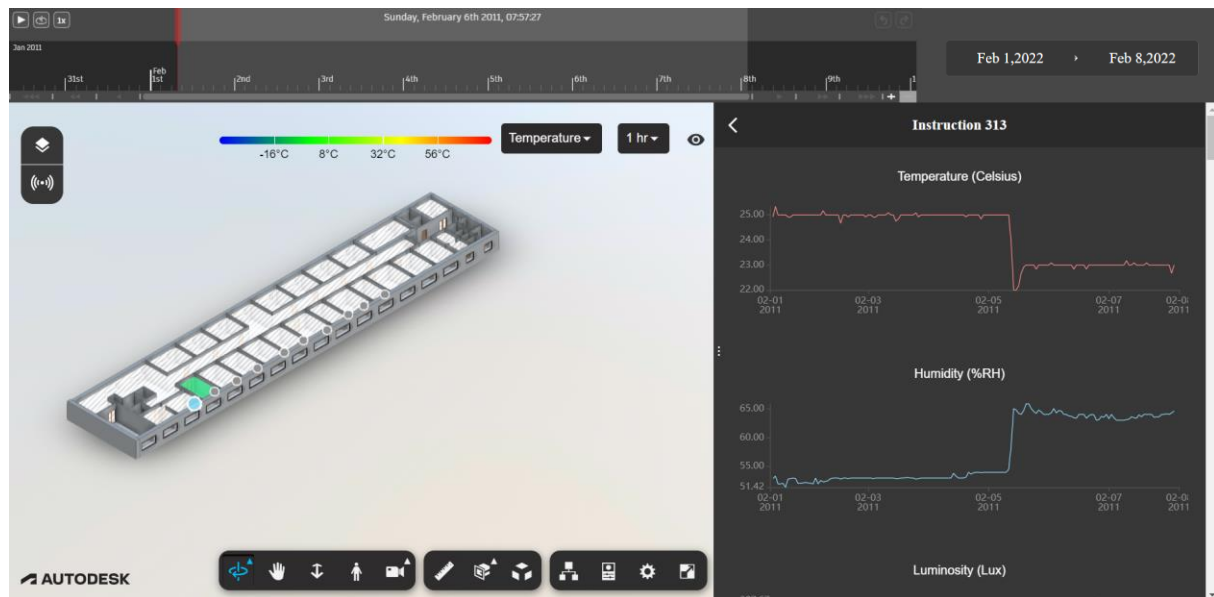 1x
Sunday, February 6th 2011, 07:57:27
Jan 2011
31st
Feb
1st
2nd
3rd
4th
5th
6th
7th
8th
9th
Feb 1,2022 › Feb 8,2022
-16°C 8°C 32°C 56°C
Temperature
1 hr
Instruction 313
Temperature (Celsius)
25.00
24.00
23.00
22.00
02-01 02-03 02-05 02-07
2011 2011 2011 2011 2011
Humidity (%RH)
65.00
60.00
55.00
51.42
02-01 02-03 02-05 02-07
2011 2011 2011 2011 2011
Luminosity (Lux)
AUTODESK